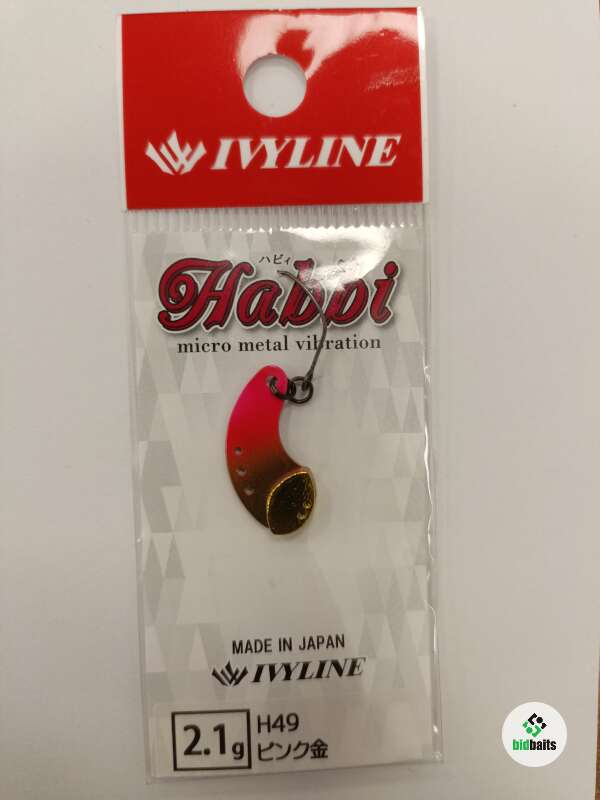 IVYLINE
ハビィ
Habbi
micro metal vibration
MADE IN JAPAN
IVYLINE
2.1g
H49
ピンク金
bidbaits